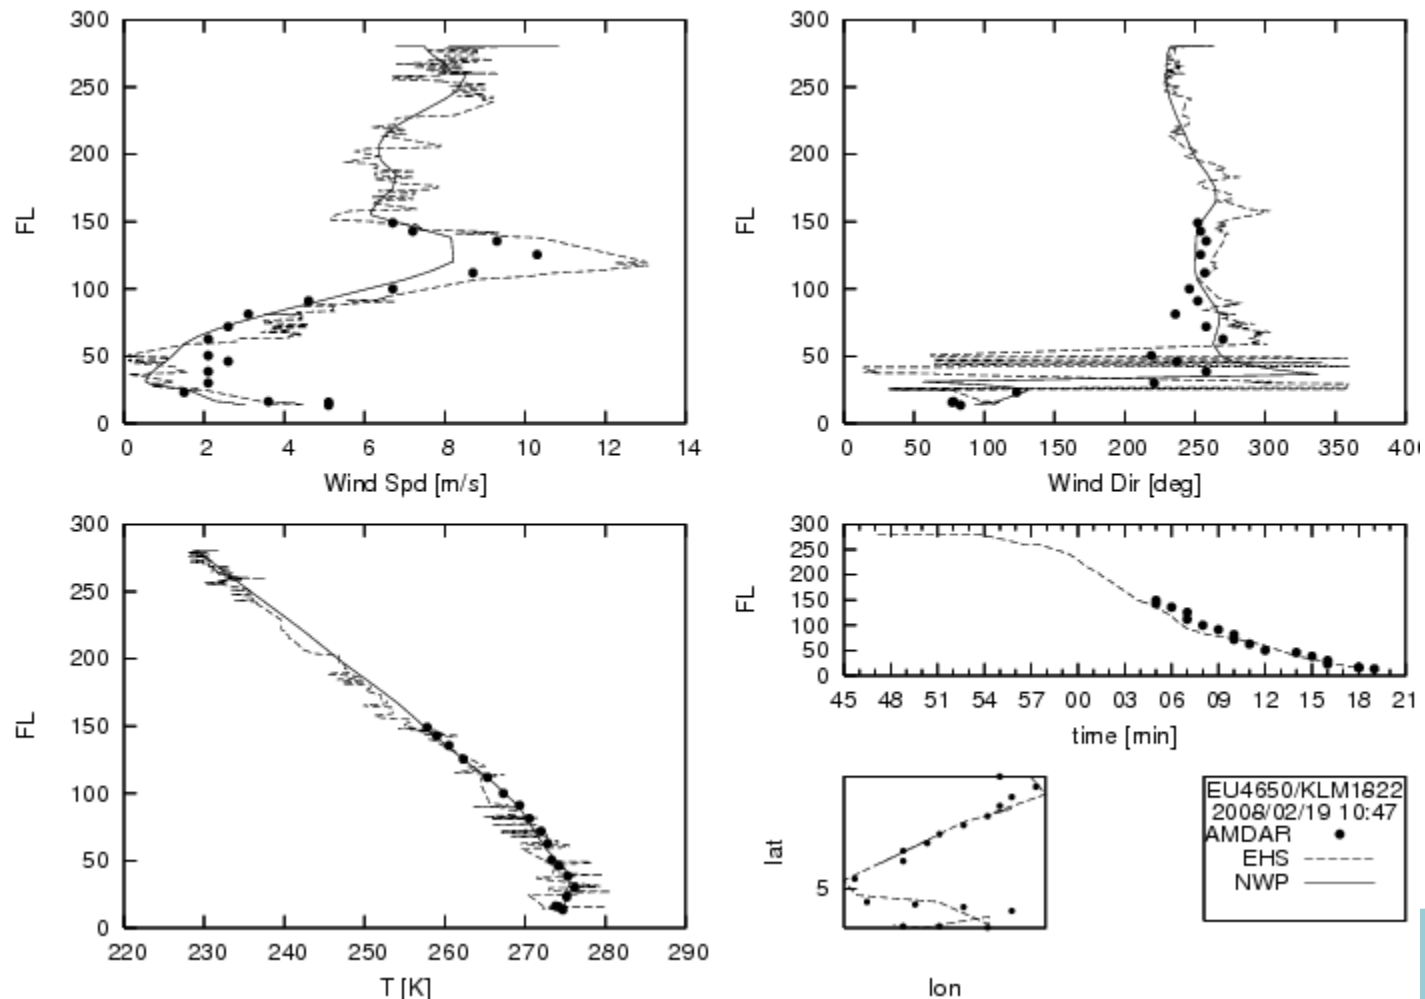 300
250
200
150
100
50
0
FL
0 2 4 6 8 10 12 14
Wind Spd [m/s]
300
250
200
150
100
50
0
FL
0 50 100 150 200 250 300 350 400
Wind Dir [deg]
300
250
200
150
100
50
0
FL
220 230 240 250 260 270 280 290
T [K]
300
250
200
150
100
50
0
FL
45 48 51 54 57 00 03 06 09 12 15 18 21
time [min]
lat
5
lon
EU4650/KLM1822
2008/02/19 10:47
AMDAR
EHS
NWP